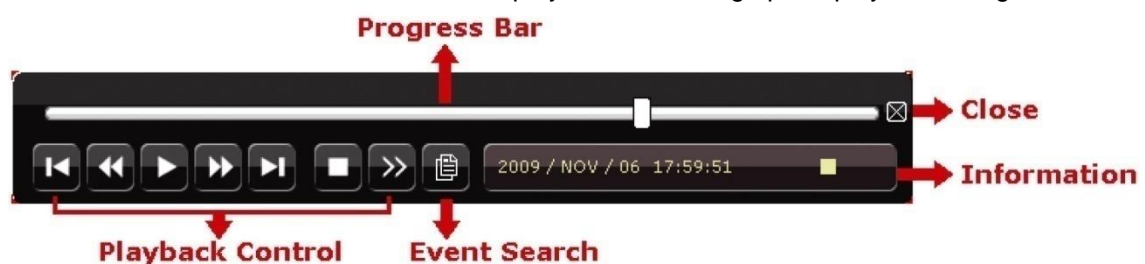 Progress Bar
Close
2009 / NOV / 06 17:59:51
Information
Playback Control
Event Search